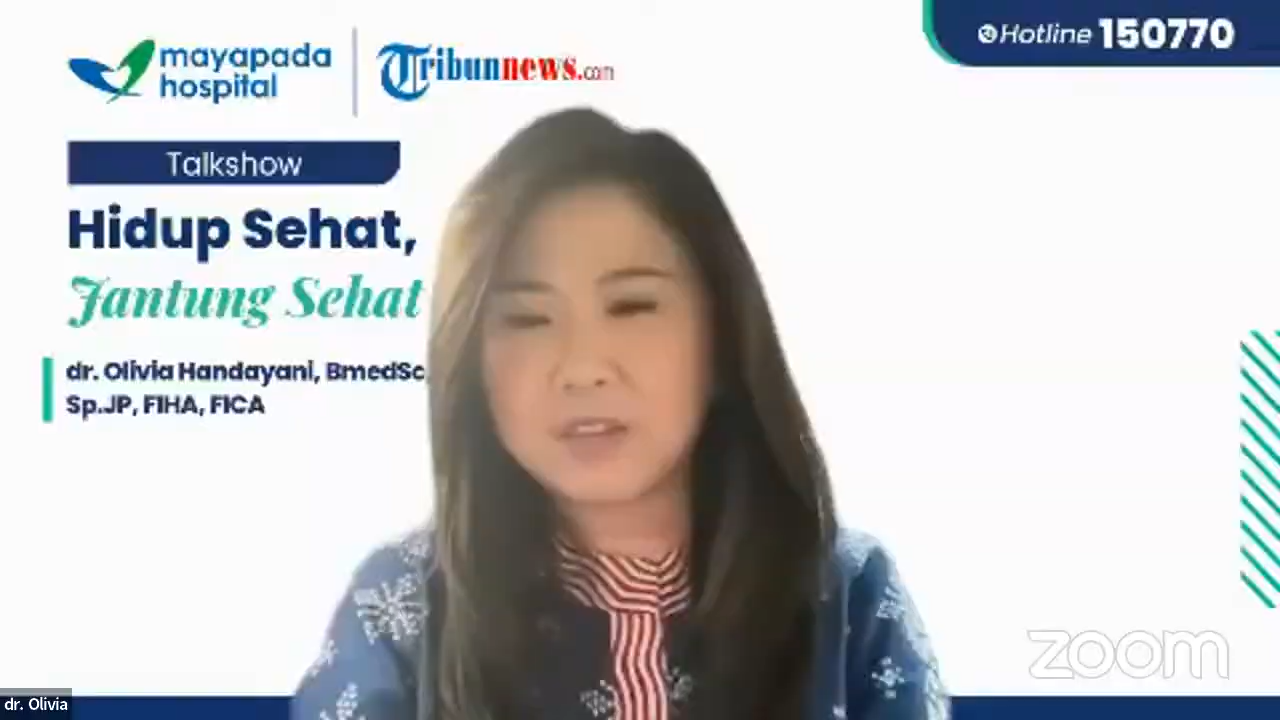 mayapada
hospital
Tribunnews.com
Hotline 150770
Talkshow
Hidup Sehat,
Jantung Sehat
dr. Olivia Handayani, BmedSc,
Sp.JP, FIHA, FICA
zoom
dr. Olivia